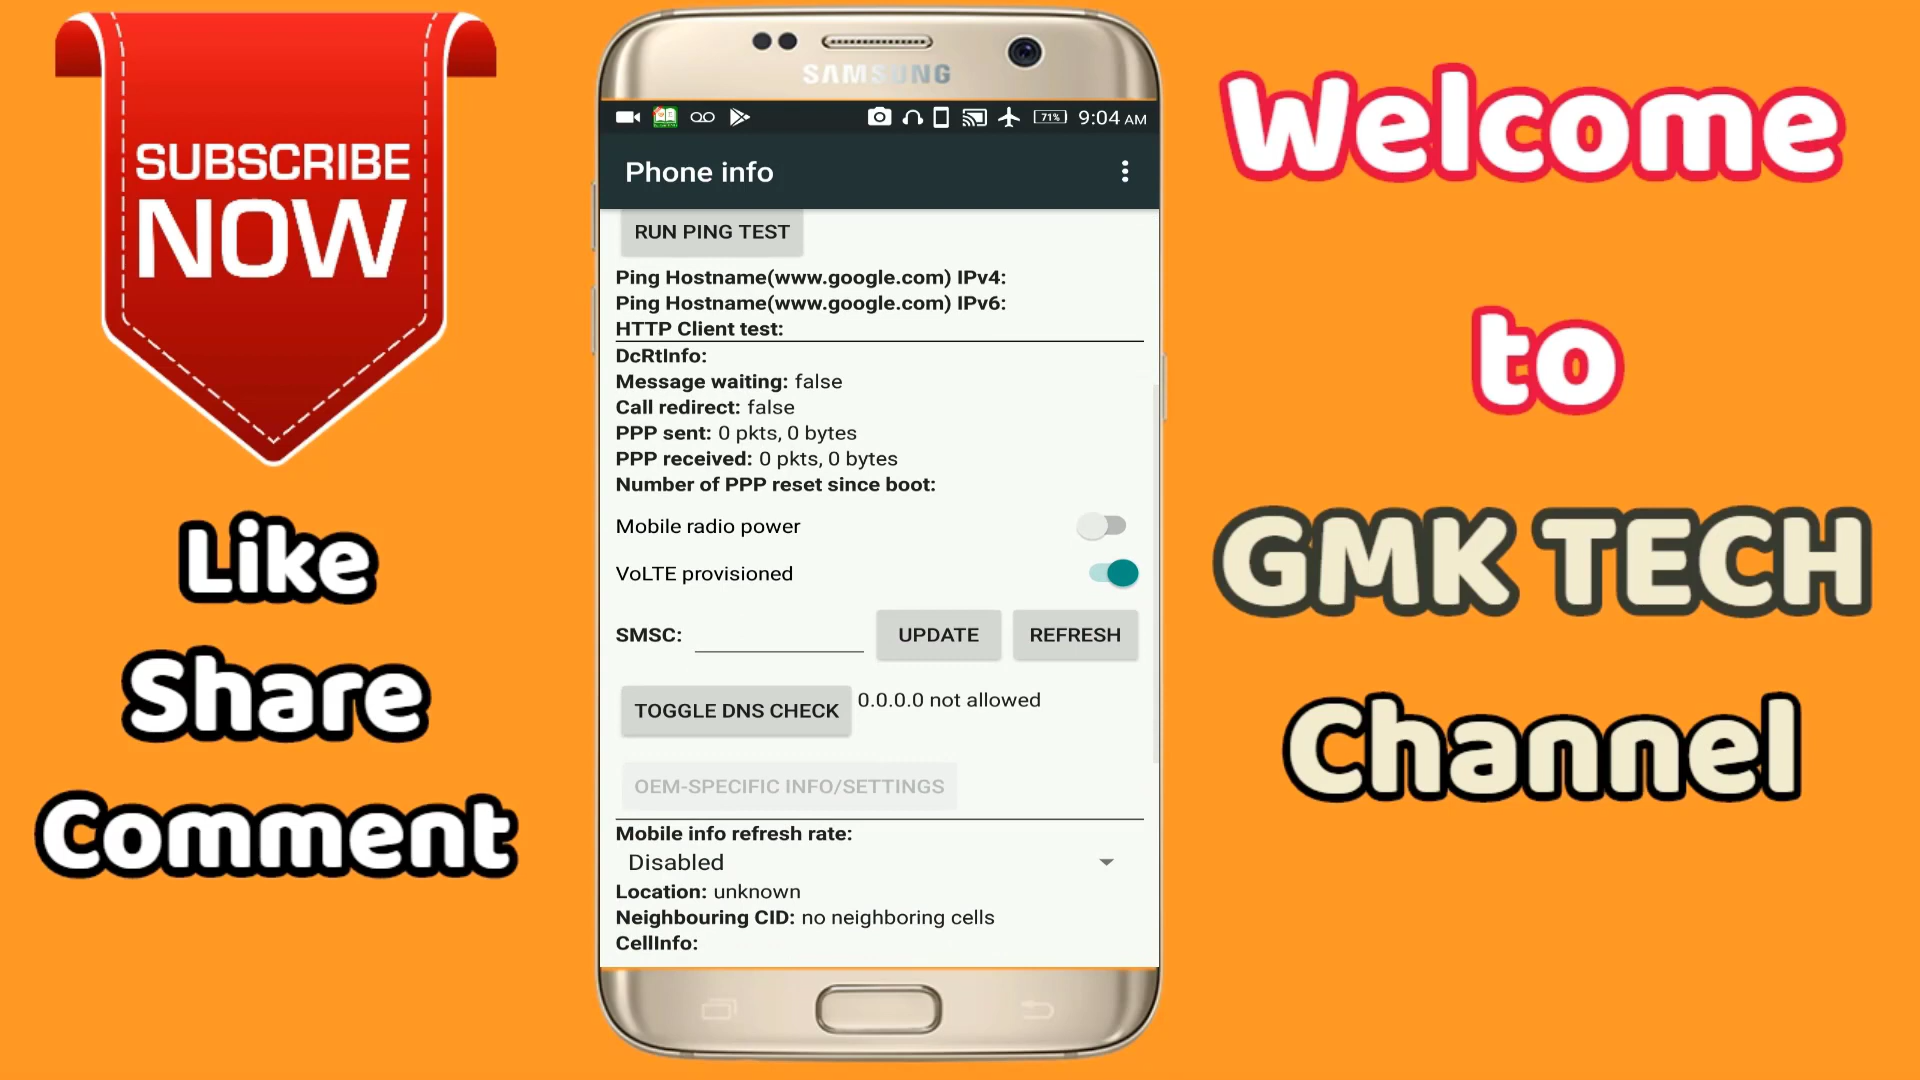 SUBSCRIBE
NOW
Like
Share
Comment
SAMSUNG
71%
9:04 AM
Phone info
RUN PING TEST
Ping Hostname(www.google.com) IPv4:
Ping Hostname(www.google.com) IPv6:
HTTP Client test:
DcRtInfo:
Message waiting: false
Call redirect: false
PPP sent: 0 pkts, 0 bytes
PPP received: 0 pkts, 0 bytes
Number of PPP reset since boot:
Mobile radio power
VoLTE provisioned
SMSC: UPDATE REFRESH
TOGGLE DNS CHECK 0.0.0.0 not allowed
OEM-SPECIFIC INFO/SETTINGS
Mobile info refresh rate:
Disabled
Location: unknown
Neighbouring CID: no neighboring cells
CellInfo:
Welcome
to
GMK TECH
Channel